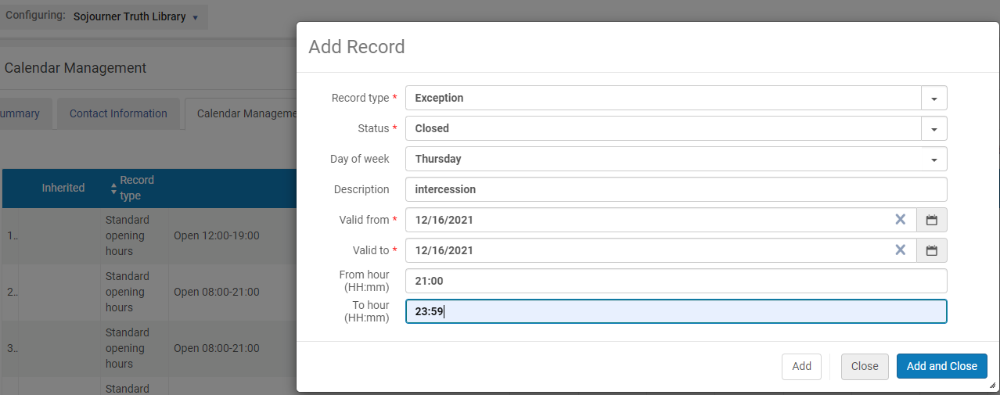 Configuring: Sojourner Truth Library
Calendar Management
ummary Contact Information Calendar Manageme
Inherited Record type
1.. Standard opening hours Open 12:00-19:00
2.. Standard opening hours Open 08:00-21:00
3.. Standard opening hours Open 08:00-21:00
Standard
Add Record
Record type * Exception
Status * Closed
Day of week Thursday
Description intercession
Valid from * 12/16/2021
Valid to * 12/16/2021
From hour (HH:mm) 21:00
To hour (HH:mm) 23:59
Add Close Add and Close